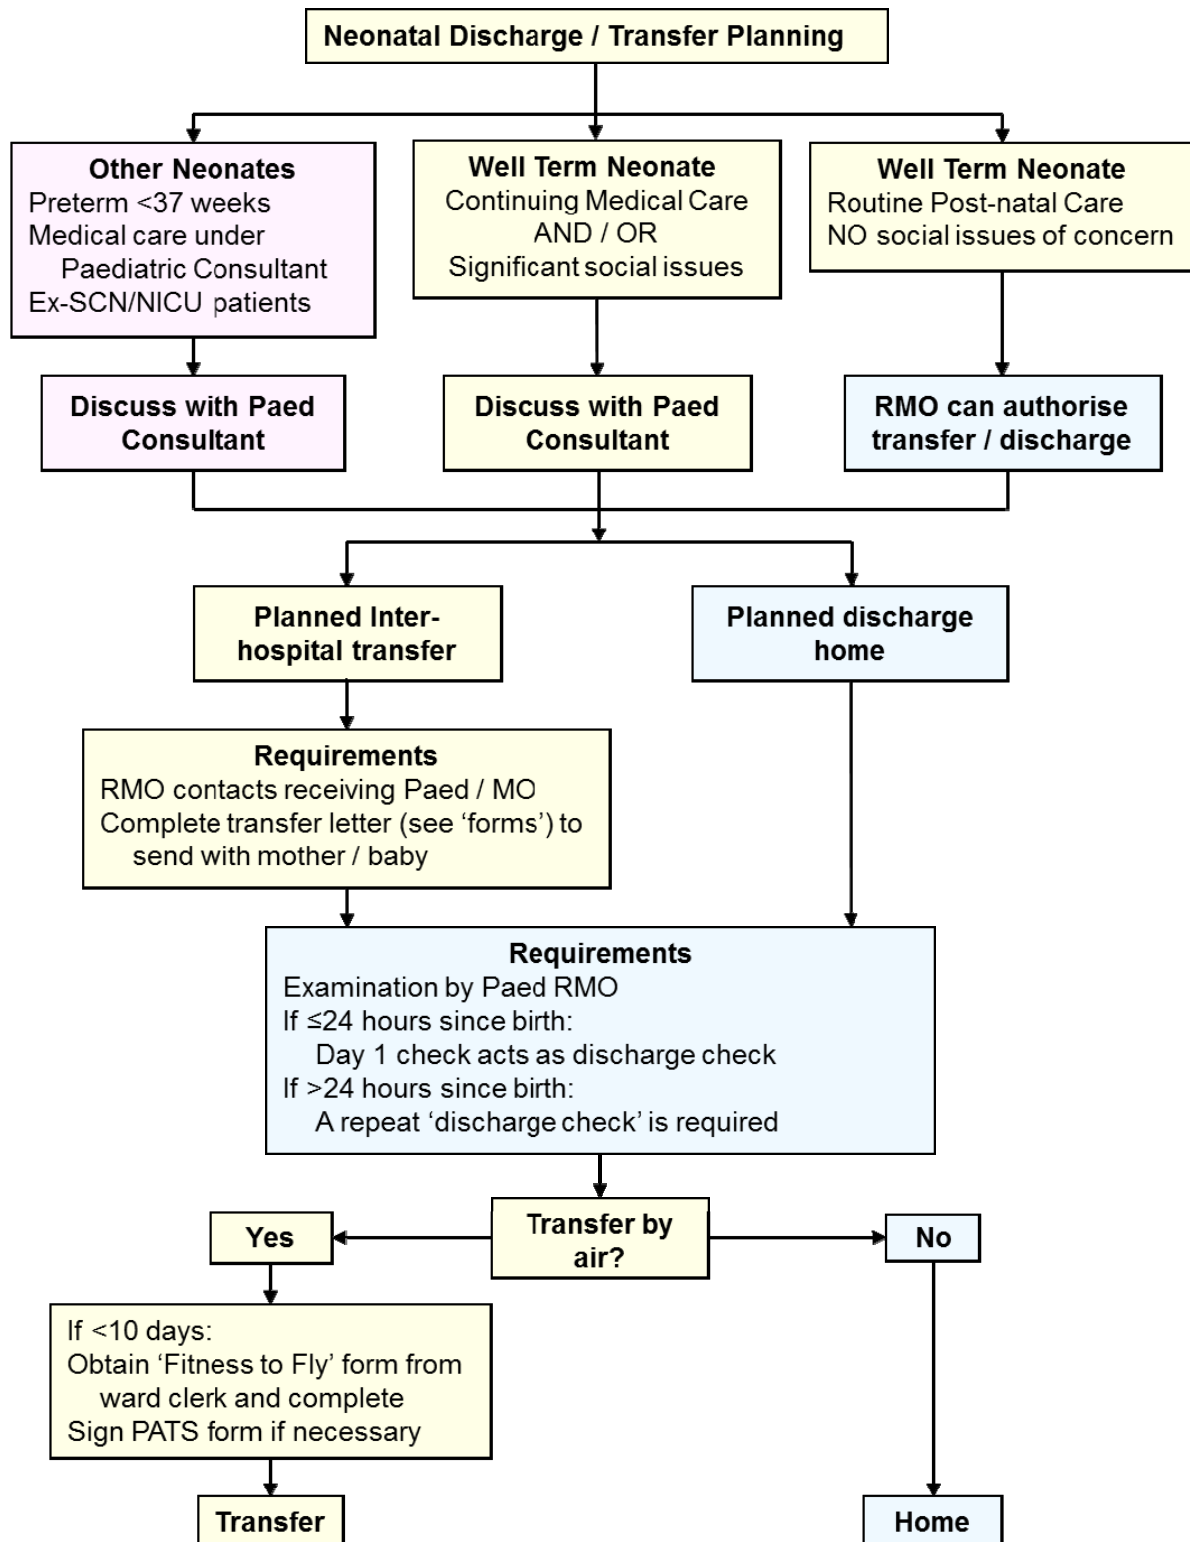 Neonatal Discharge / Transfer Planning
Other Neonates
Preterm <37 weeks
Medical care under
Paediatric Consultant
Ex-SCN/NICU patients
Well Term Neonate
Continuing Medical Care
AND / OR
Significant social issues
Well Term Neonate
Routine Post-natal Care
NO social issues of concern
Discuss with Paed
Consultant
Discuss with Paed
Consultant
RMO can authorise
transfer / discharge
Planned Inter-
hospital transfer
Planned discharge
home
Requirements
RMO contacts receiving Paed / MO
Complete transfer letter (see ‘forms’) to
send with mother / baby
Requirements
Examination by Paed RMO
If ≤24 hours since birth:
Day 1 check acts as discharge check
If >24 hours since birth:
A repeat ‘discharge check’ is required
Transfer by
air?
Yes
No
If <10 days:
Obtain ‘Fitness to Fly’ form from
ward clerk and complete
Sign PATS form if necessary
Transfer
Home